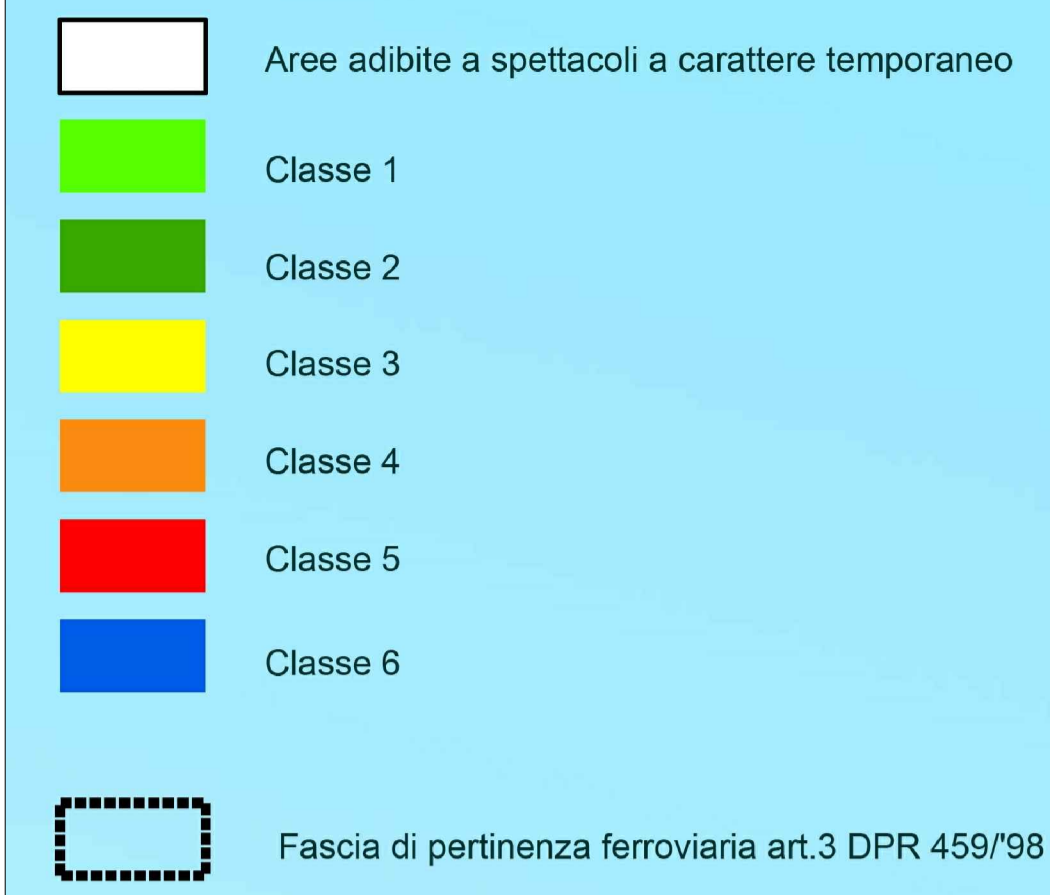 Aree adibite a spettacoli a carattere temporaneo
Classe 1
Classe 2
Classe 3
Classe 4
Classe 5
Classe 6
Fascia di pertinenza ferroviaria art.3 DPR 459/'98